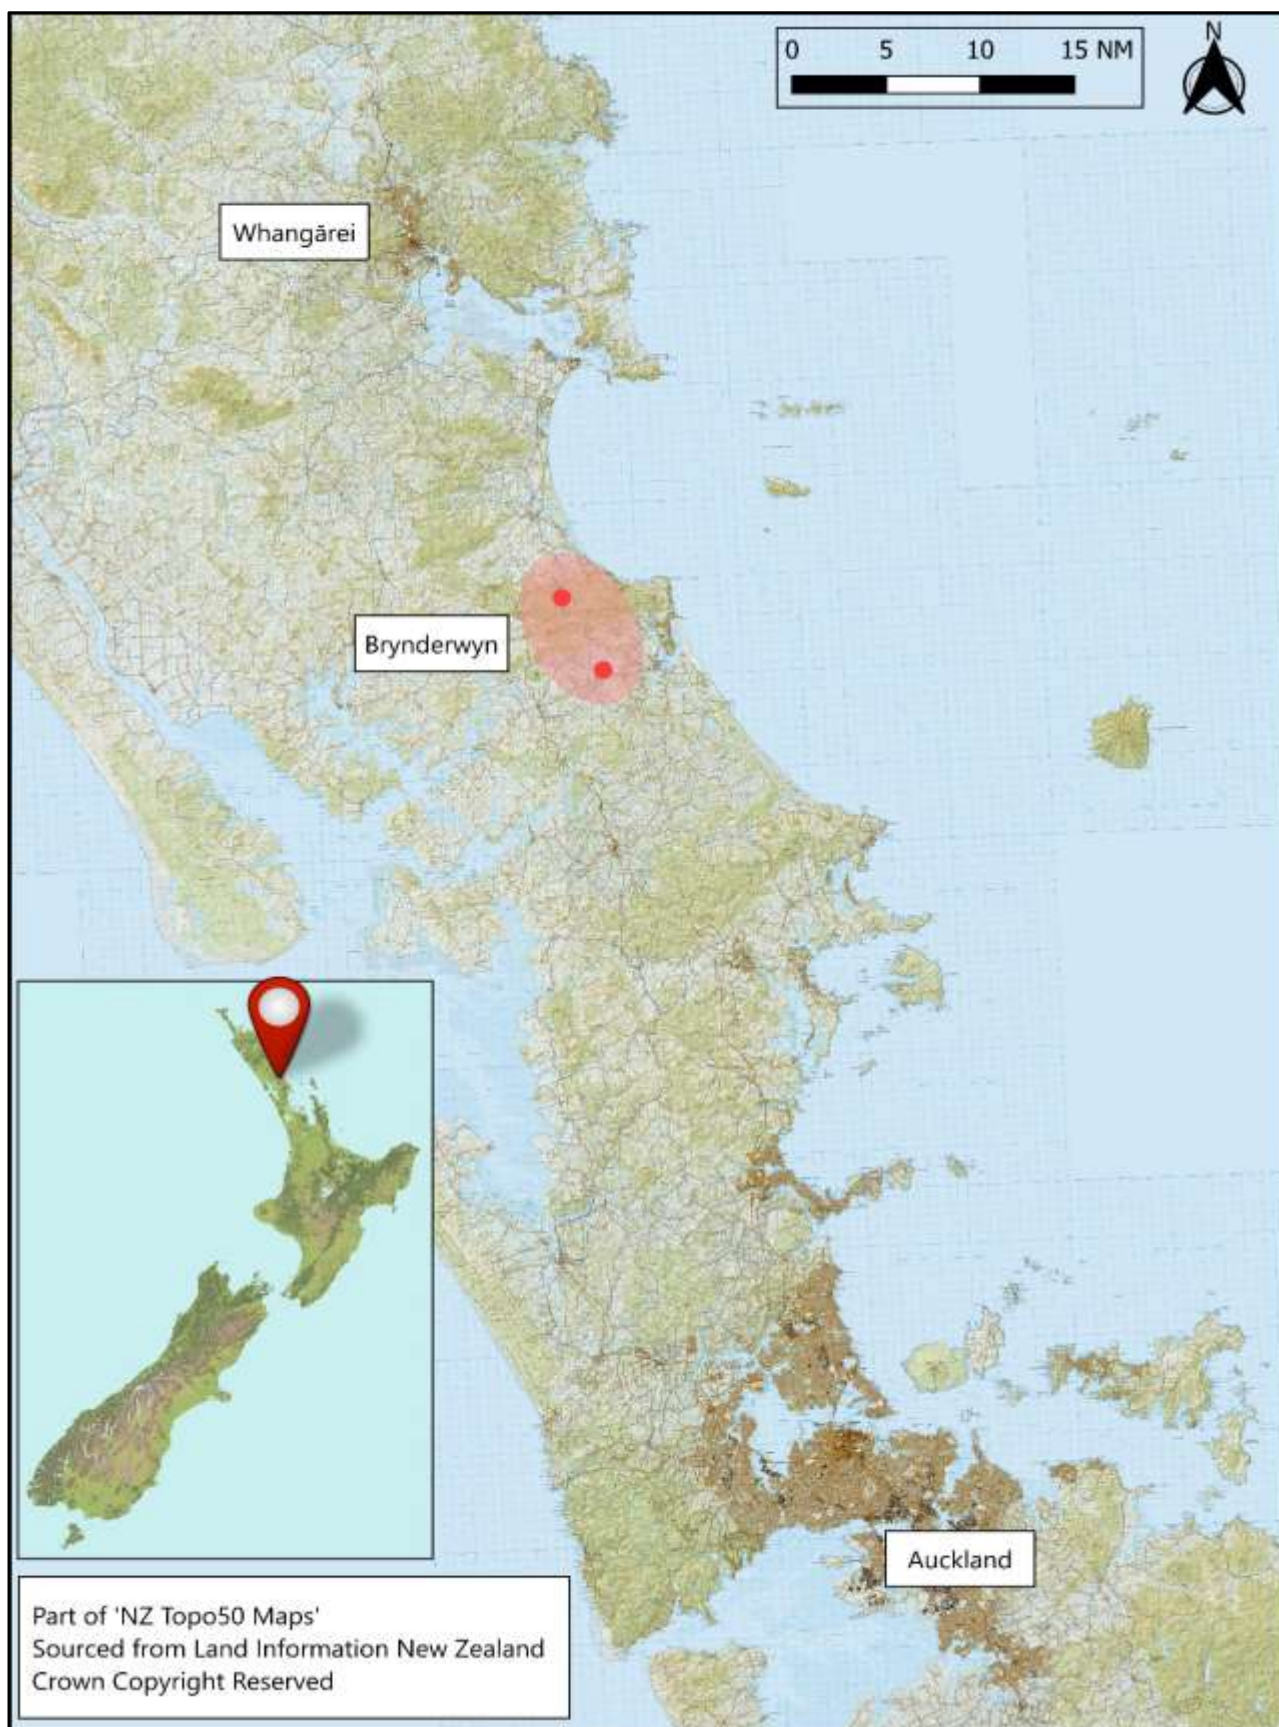 0 5 10 15 NM
N
Whangārei
Brynderwyn
Auckland
Part of 'NZ Topo50 Maps'
Sourced from Land Information New Zealand
Crown Copyright Reserved